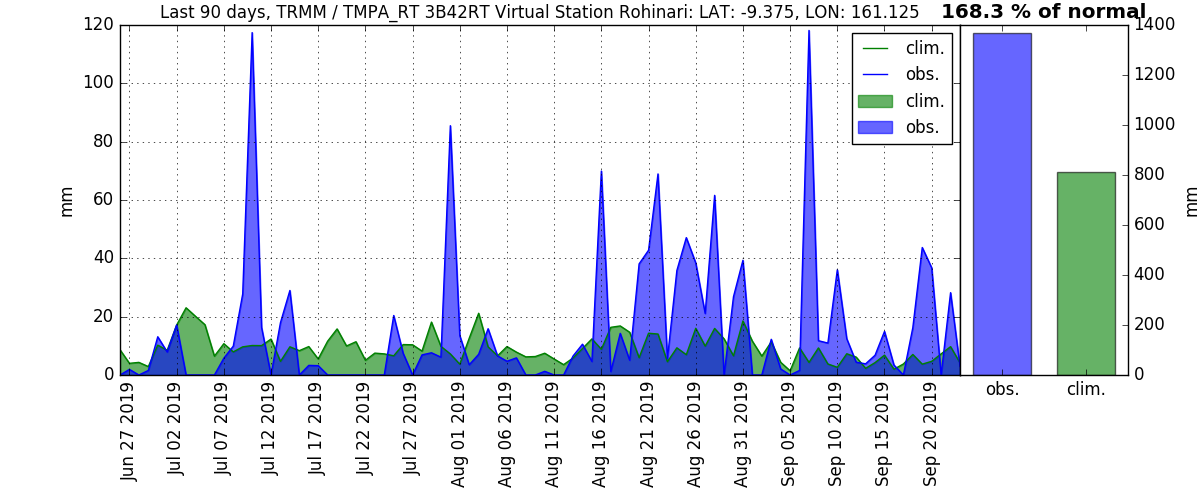 Last 90 days, TRMM / TMPA_RT 3B42RT Virtual Station Rohinari: LAT: -9.375, LON: 161.125
168.3 % of normal
120
100
80
60
40
20
0
mm
clim.
obs.
clim.
obs.
1400
1200
1000
800
600
400
200
0
mm
Jun 27 2019
Jul 02 2019
Jul 07 2019
Jul 12 2019
Jul 17 2019
Jul 22 2019
Jul 27 2019
Aug 01 2019
Aug 06 2019
Aug 11 2019
Aug 16 2019
Aug 21 2019
Aug 26 2019
Aug 31 2019
Sep 05 2019
Sep 10 2019
Sep 15 2019
Sep 20 2019
obs.
clim.